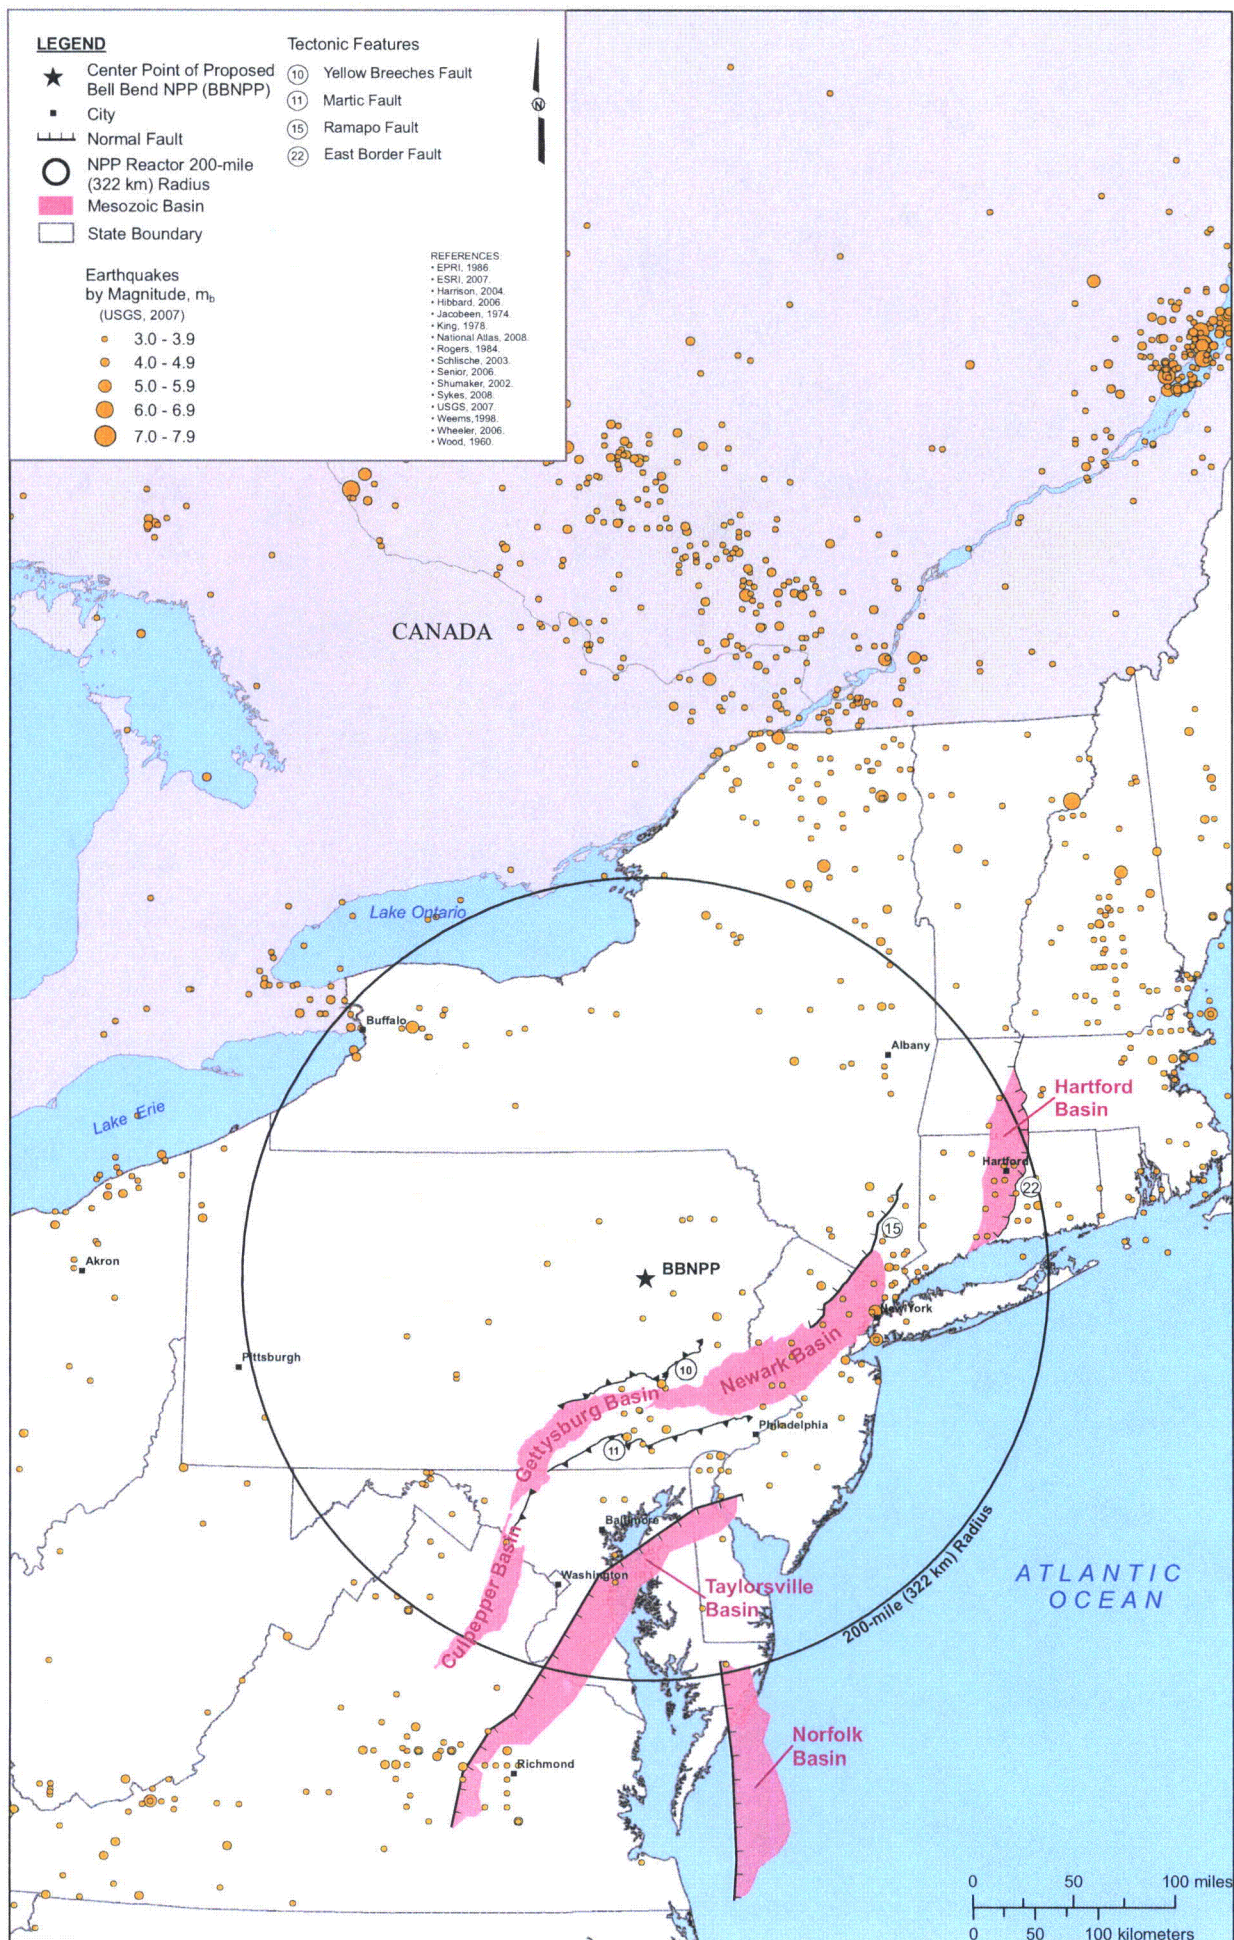 LEGEND
Center Point of Proposed
Bell Bend NPP (BBNPP)
City
Normal Fault
NPP Reactor 200-mile
(322 km) Radius
Mesozoic Basin
State Boundary
Tectonic Features
10 Yellow Breeches Fault
11 Martic Fault
15 Ramapo Fault
22 East Border Fault
N
Earthquakes
by Magnitude, mb
(USGS, 2007)
3.0 - 3.9
4.0 - 4.9
5.0 - 5.9
6.0 - 6.9
7.0 - 7.9
REFERENCES:
• EPRI, 1986.
• ESRI, 2007.
• Harrison, 2004.
• Hibbard, 2006.
• Jacobeen, 1974.
• King, 1978.
• National Atlas, 2008.
• Rogers, 1984.
• Schlische, 2003.
• Senior, 2006.
• Shumaker, 2002.
• Sykes, 2008.
• USGS, 2007.
• Weems,1998.
• Wheeler, 2006.
• Wood, 1960.
CANADA
Lake Ontario
Buffalo
Albany
Lake Erie
Hartford
Basin
Hartford
22
15
Akron
BBNPP
New York
Pittsburgh
10
Newark Basin
Gettysburg Basin
Philadelphia
11
Baltimore
Culpepper Basin
Washington
Taylorsville
Basin
200-mile (322 km) Radius
ATLANTIC
OCEAN
Norfolk
Basin
Richmond
0 50 100 miles
0 50 100 kilometers